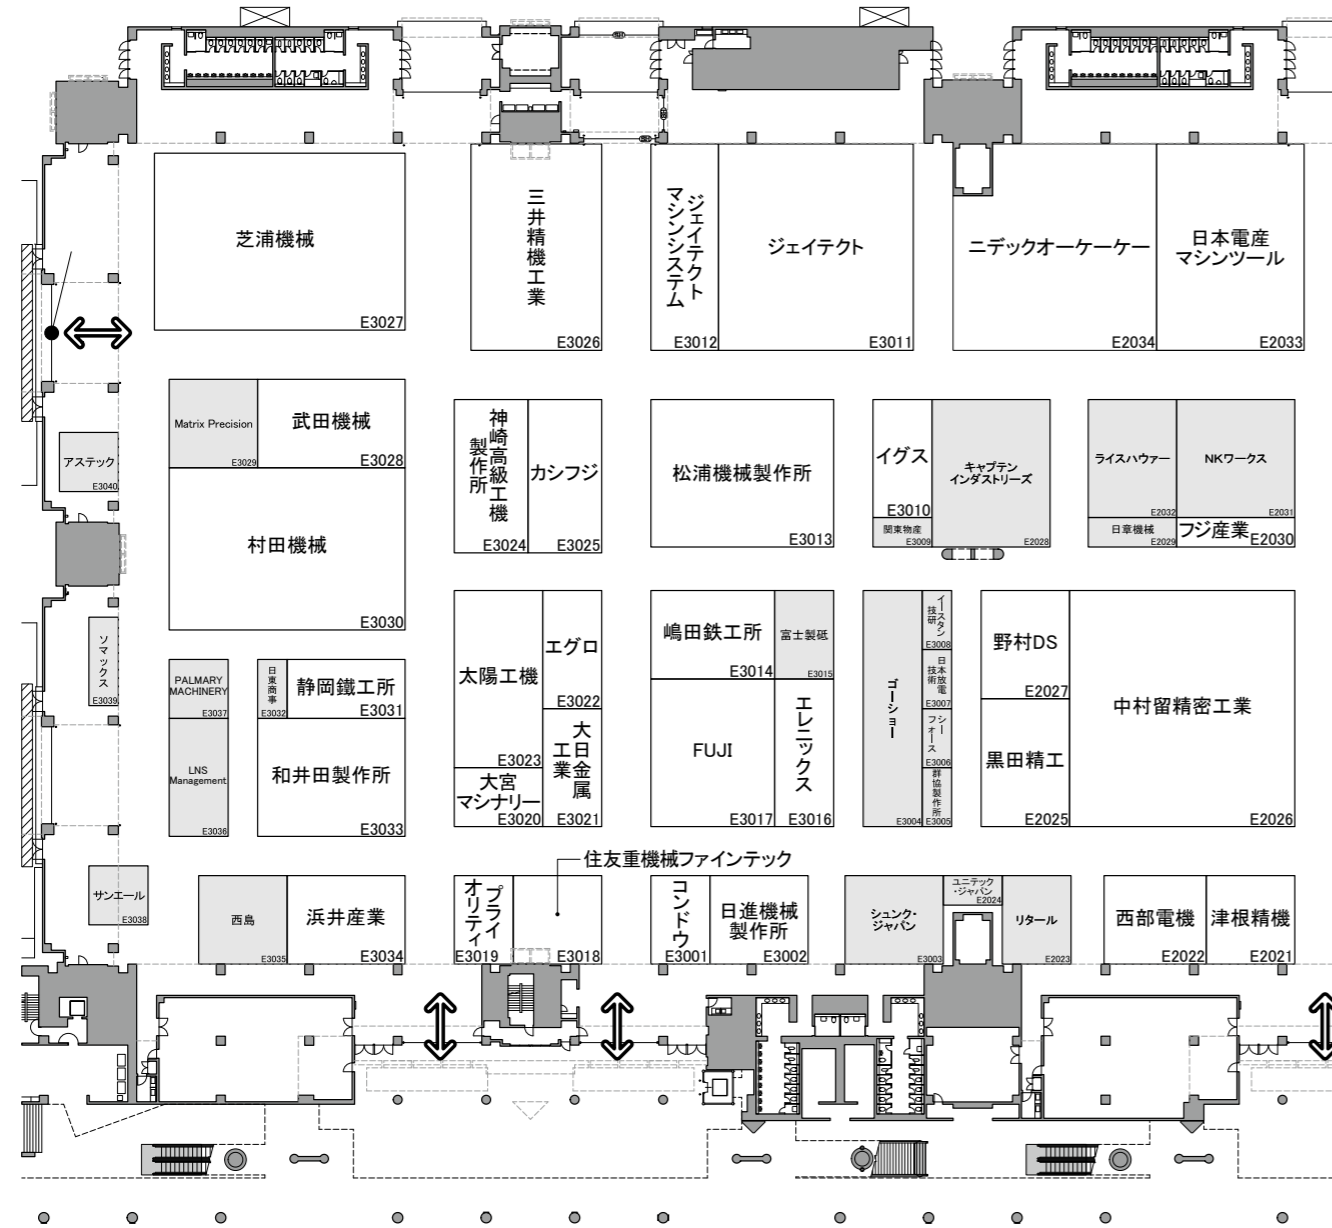 芝浦機械
E3027
三井精機工業
E3026
ジェイテクト
マシンシステム
E3012
ジェイテクト
E3011
ニデックオーケーケー
E2034
日本電産
マシンツール
E2033
Matrix Precision
E3029
武田機械
E3028
アステック
E3040
村田機械
E3030
神崎高級工機
製作所
E3024
カシフジ
E3025
松浦機械製作所
E3013
イグス
E3010
関東物産
E3009
キャプテン
インダストリーズ
E2028
ライスハウァー
E2032
NKワークス
E2031
日章機械
E2029
フジ産業
E2030
ソマックス
E3039
PALMARY
MACHINERY
E3037
日東商事
E3032
静岡鐵工所
E3031
LNS
Management
E3036
和井田製作所
E3033
太陽工機
E3023
エグロ
E3022
大宮
マシナリー
E3020
大日金属
工業
E3021
嶋田鉄工所
E3014
富士製砥
E3015
FUJI
E3017
エレニックス
E3016
ゴーショー
E3004
イースタン
技研
E3008
日本放電
技術
E3007
シー
フォース
E3006
群協製作所
E3005
野村DS
E2027
黒田精工
E2025
中村留精密工業
E2026
サンエール
E3038
西島
E3035
浜井産業
E3034
プライ
オリティ
E3019
住友重機械ファインテック
E3018
コンドウ
E3001
日進機械
製作所
E3002
シュンク・
ジャパン
E3003
ユニテック
・ジャパン
E2024
リタール
E2023
西部電機
E2022
津根精機
E2021